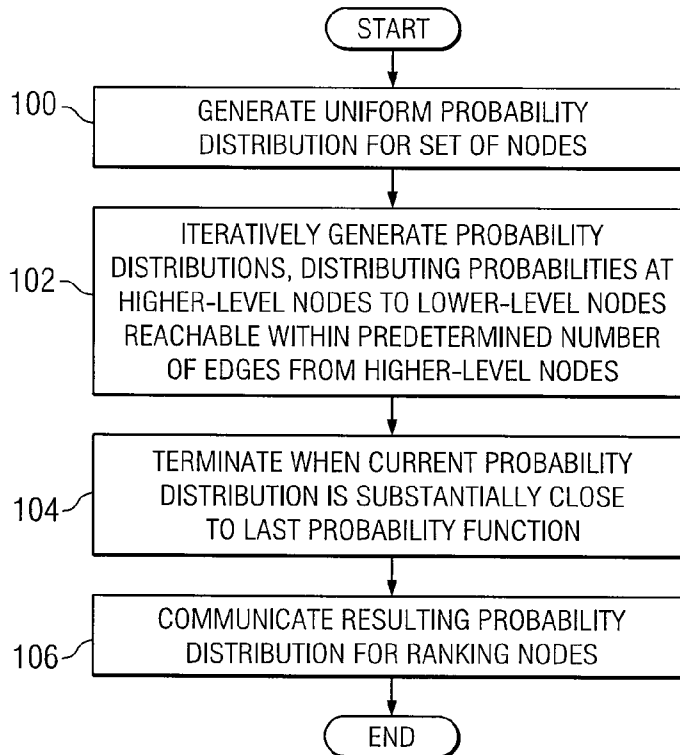 START
100
GENERATE UNIFORM PROBABILITY
DISTRIBUTION FOR SET OF NODES
102
ITERATIVELY GENERATE PROBABILITY
DISTRIBUTIONS, DISTRIBUTING PROBABILITIES AT
HIGHER-LEVEL NODES TO LOWER-LEVEL NODES
REACHABLE WITHIN PREDETERMINED NUMBER
OF EDGES FROM HIGHER-LEVEL NODES
104
TERMINATE WHEN CURRENT PROBABILITY
DISTRIBUTION IS SUBSTANTIALLY CLOSE
TO LAST PROBABILITY FUNCTION
106
COMMUNICATE RESULTING PROBABILITY
DISTRIBUTION FOR RANKING NODES
END